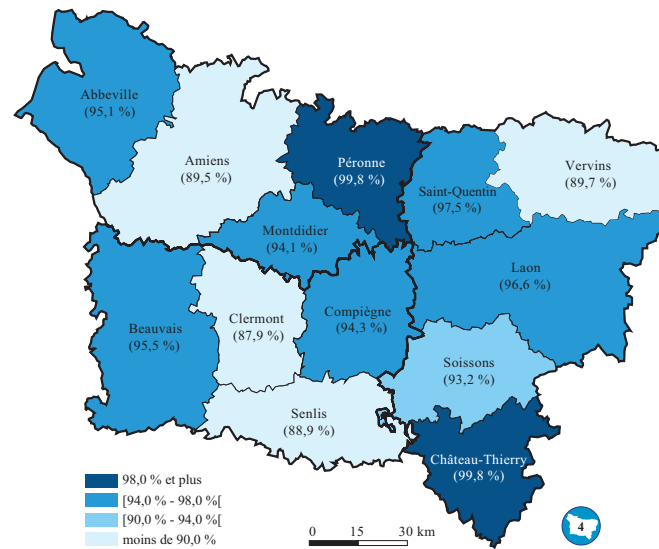 Abbeville
(95,1 %)
Amiens
(89,5 %)
Péronne
(99,8 %)
Vervins
(89,7 %)
Saint-Quentin
(97,5 %)
Montdidier
(94,1 %)
Laon
(96,6 %)
Beauvais
(95,5 %)
Clermont
(87,9 %)
Compiègne
(94,3 %)
Soissons
(93,2 %)
Senlis
(88,9 %)
Château-Thierry
(99,8 %)
98,0 % et plus
[94,0 % - 98,0 %[
[90,0 % - 94,0 %[
moins de 90,0 %
0 15 30 km
4